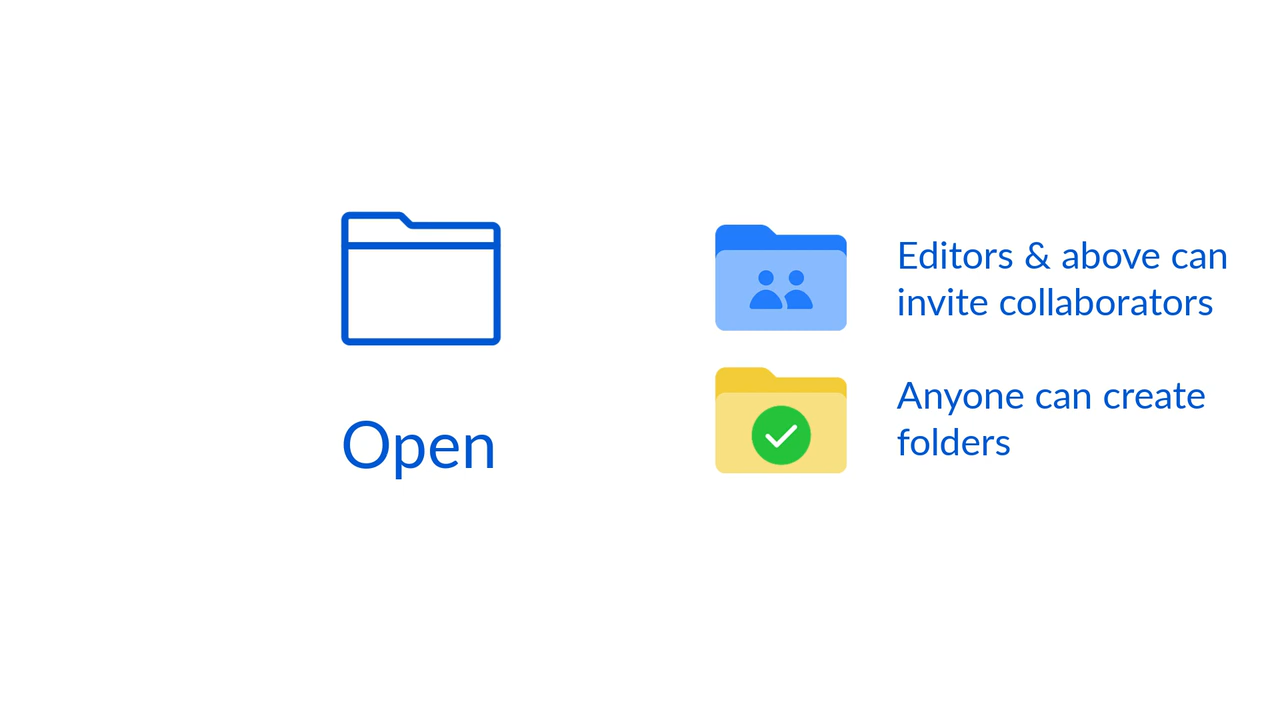 Open
Editors & above can
invite collaborators
Anyone can create
folders